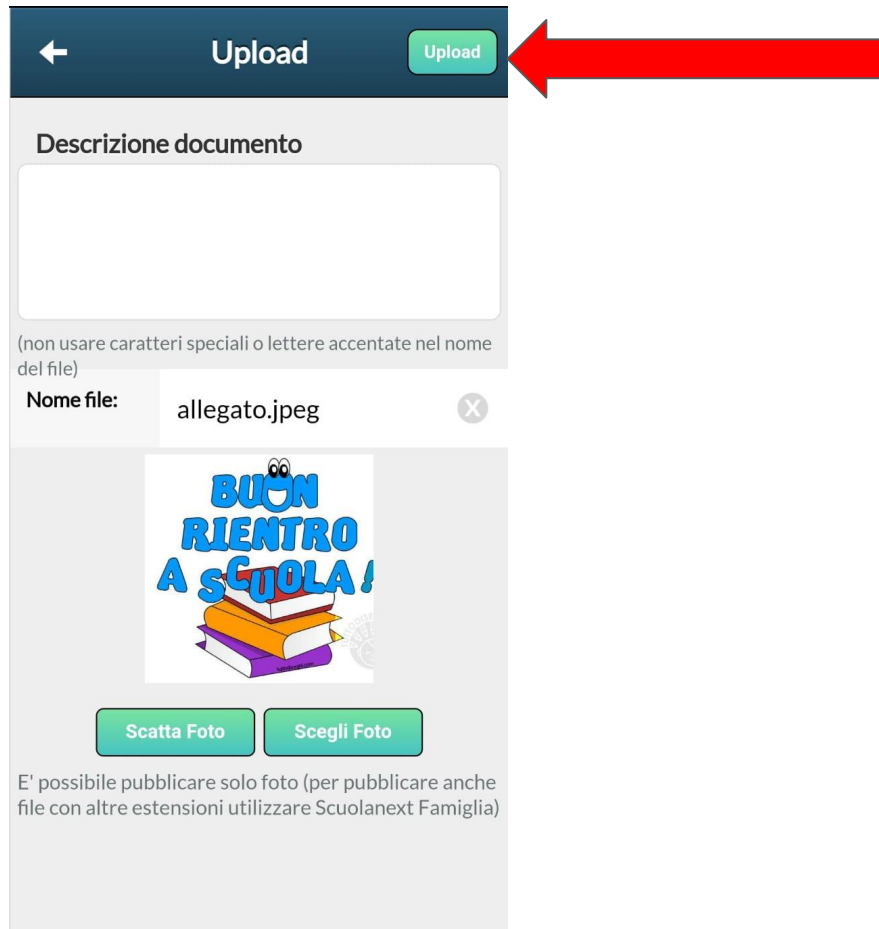 Upload
Upload
Descrizione documento
(non usare caratteri speciali o lettere accentate nel nome
del file)
Nome file:
allegato.jpeg
X
BUON
RIENTRO
A SCUOLA!
Scatta Foto
Scegli Foto
E' possibile pubblicare solo foto (per pubblicare anche
file con altre estensioni utilizzare Scuolanext Famiglia)